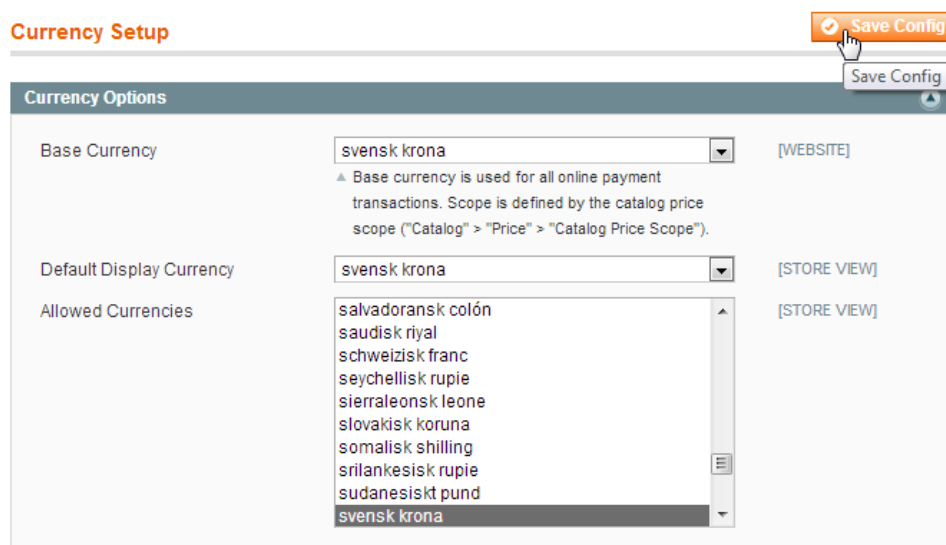 Currency Setup
Save Config
Save Config
Currency Options
Base Currency
svensk krona
[WEBSITE]
Base currency is used for all online payment
transactions. Scope is defined by the catalog price
scope ("Catalog" > "Price" > "Catalog Price Scope").
Default Display Currency
svensk krona
[STORE VIEW]
Allowed Currencies
[STORE VIEW]
salvadoransk colón
saudisk riyal
schweizisk franc
seychellisk rupie
sierraleonsk leone
slovakisk koruna
somalisk shilling
srilankesisk rupie
sudanesiskt pund
svensk krona